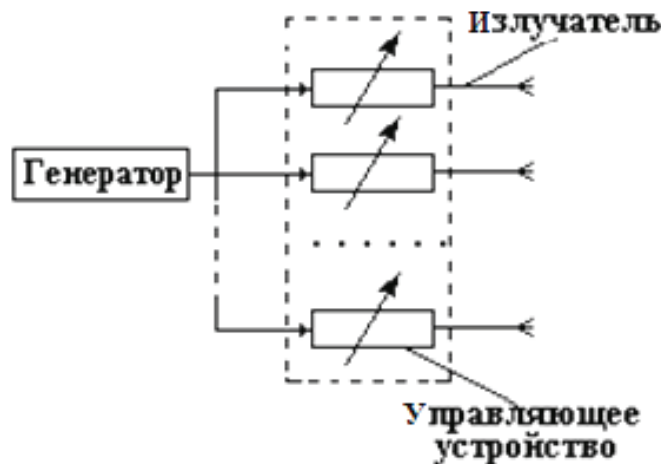 Излучатель
Генератор
Управляющее
устройство